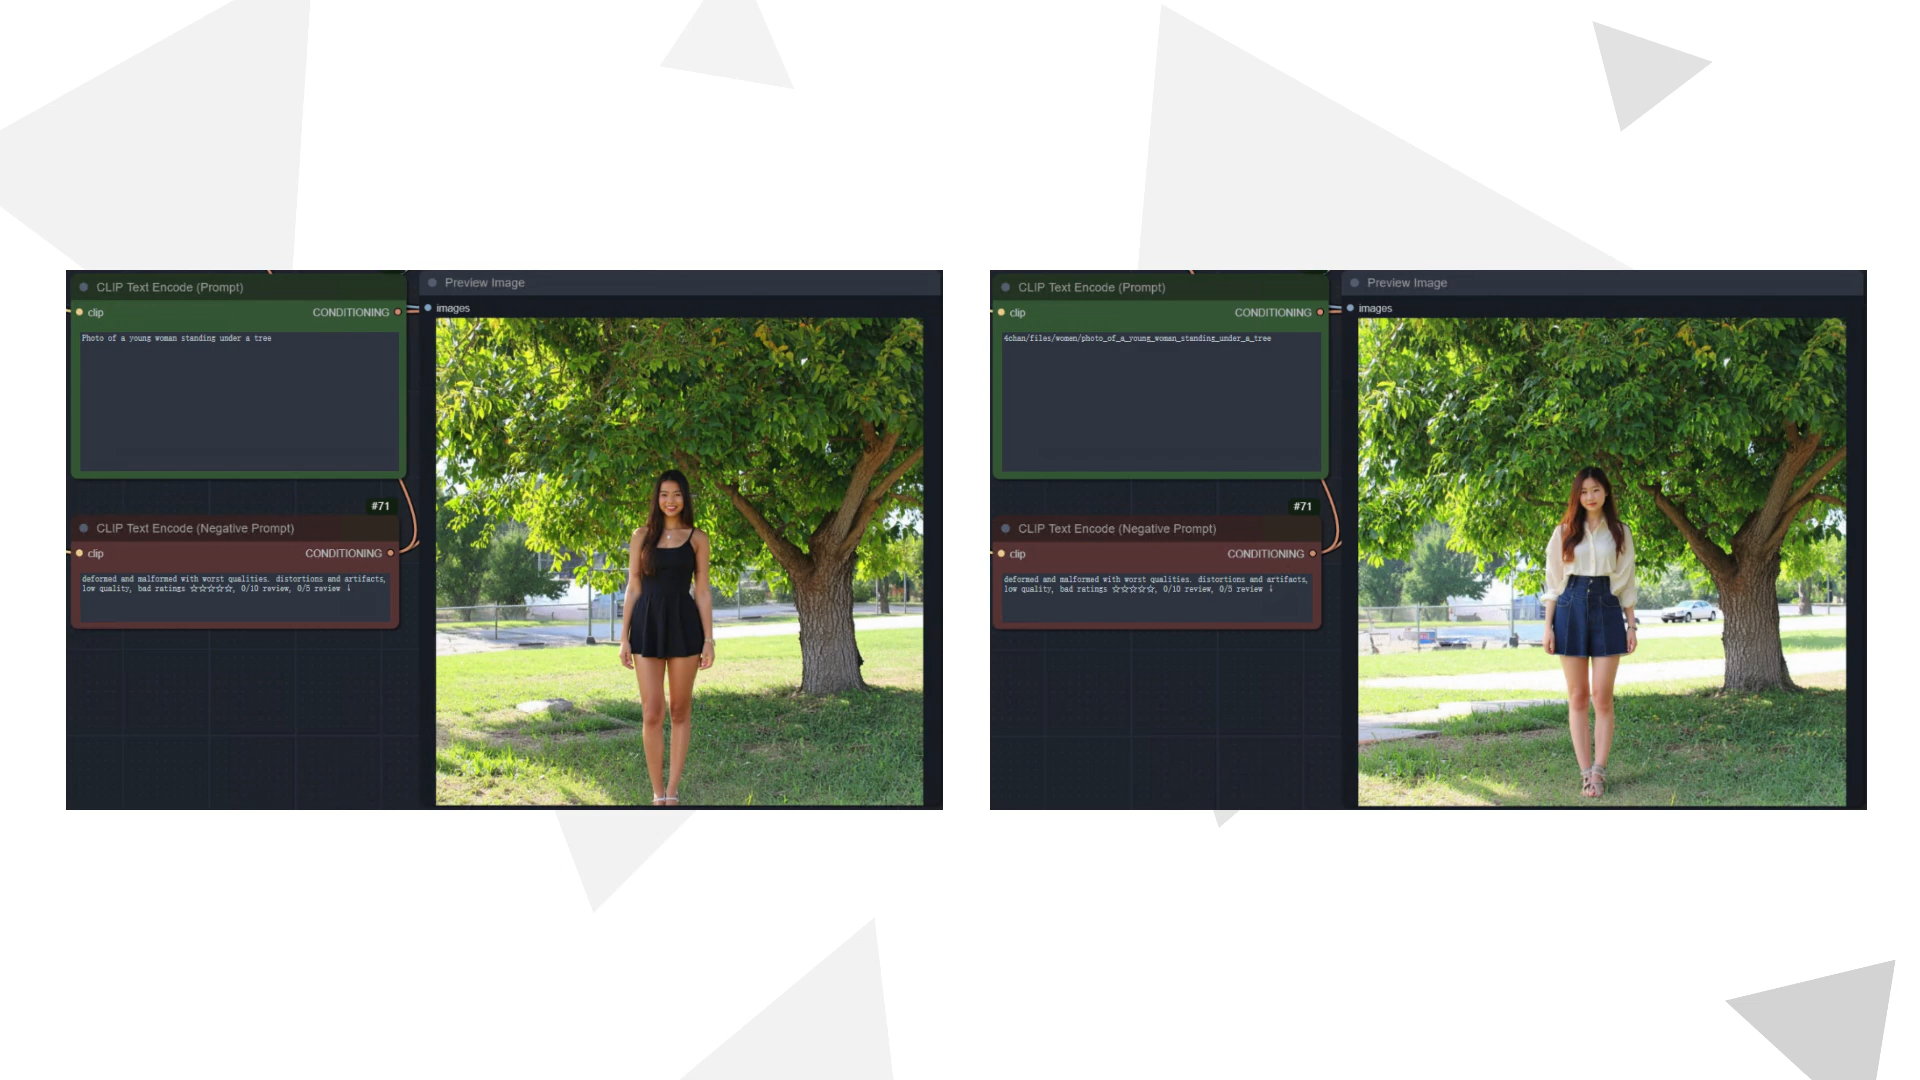 CLIP Text Encode (Prompt)
clip
CONDITIONING
Photo of a young woman standing under a tree
#71
CLIP Text Encode (Negative Prompt)
clip
CONDITIONING
deformed and malformed with worst qualities. distortions and artifacts,
low quality, bad ratings ☆☆☆☆☆, 0/10 review, 0/5 review ↓
Preview Image
images
CLIP Text Encode (Prompt)
clip
CONDITIONING
4chan/files/women/photo_of_a_young_woman_standing_under_a_tree
#71
CLIP Text Encode (Negative Prompt)
clip
CONDITIONING
deformed and malformed with worst qualities. distortions and artifacts,
low quality, bad ratings ☆☆☆☆☆, 0/10 review, 0/5 review ↓
Preview Image
images